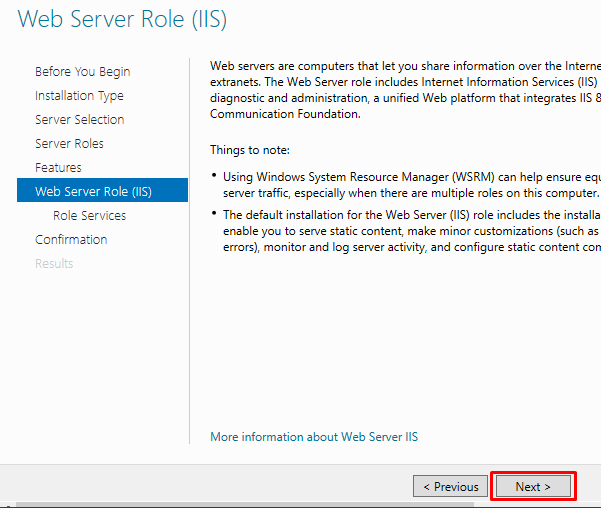 Web Server Role (IIS)
Before You Begin
Installation Type
Server Selection
Server Roles
Features
Web Server Role (IIS)
Role Services
Confirmation
Results
Web servers are computers that let you share information over the Interne
extranets. The Web Server role includes Internet Information Services (IIS)
diagnostic and administration, a unified Web platform that integrates IIS 8
Communication Foundation.
Things to note:
• Using Windows System Resource Manager (WSRM) can help ensure equ
server traffic, especially when there are multiple roles on this computer.
• The default installation for the Web Server (IIS) role includes the installa
enable you to serve static content, make minor customizations (such as
errors), monitor and log server activity, and configure static content com
More information about Web Server IIS
< Previous
Next >